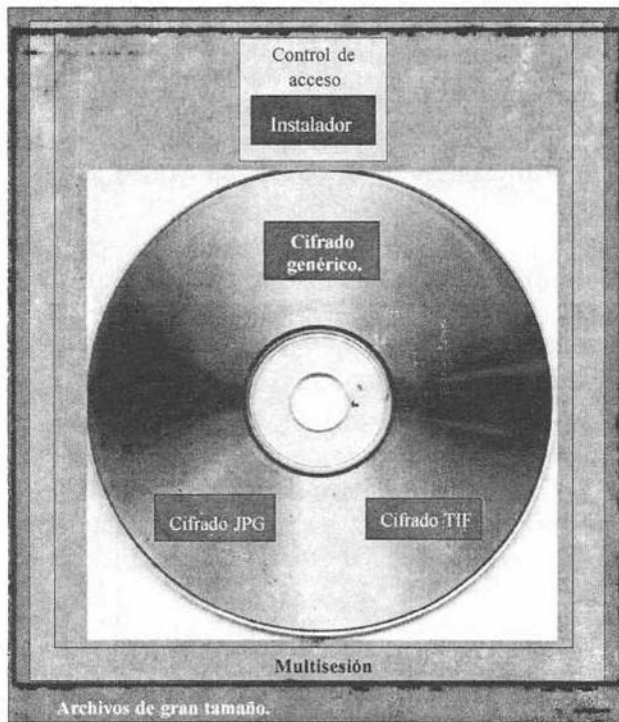 Control de
acceso
Instalador
Cifrado
genérico.
Cifrado JPG
Cifrado TIF
Multisesión
Archivos de gran tamaño.